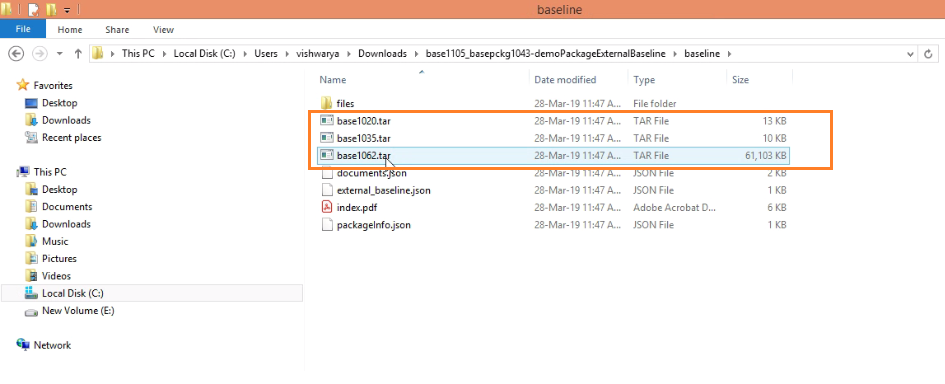 baseline
File Home Share View
This PC Local Disk (C:) Users vishwarya Downloads base1105_basepckg1043-demoPackageExternalBaseline baseline
Name Date modified Type Size
Favorites
Desktop
Downloads
Recent places
This PC
Desktop
Documents
Downloads
Music
Pictures
Videos
Local Disk (C:)
New Volume (E:)
Network
files 28-Mar-19 11:47 A... File folder
base1020.tar 28-Mar-19 11:47 A... TAR File 13 KB
base1035.tar 28-Mar-19 11:47 A... TAR File 10 KB
base1062.tar 28-Mar-19 11:47 A... TAR File 61,103 KB
documents.json 28-Mar-19 11:47 A... JSON File 2 KB
external_baseline.json 28-Mar-19 11:47 A... JSON File 1 KB
index.pdf 28-Mar-19 11:47 A... Adobe Acrobat D... 6 KB
packageInfo.json 28-Mar-19 11:47 A... JSON File 1 KB